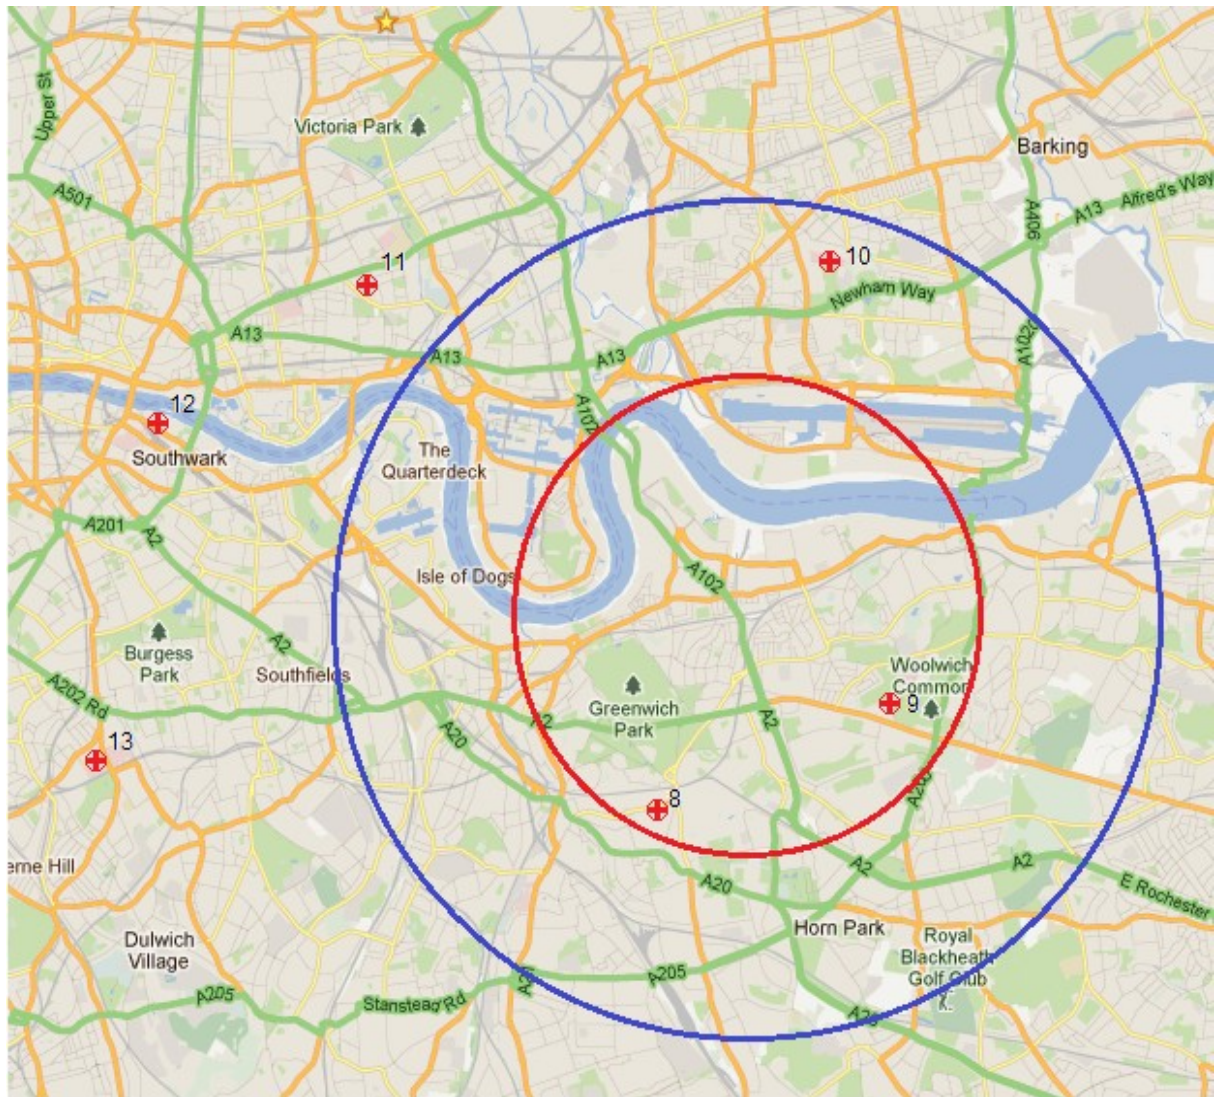 Upper St
Victoria Park
Barking
A501
A13
Alfred's Way
A406
11
10
Newham Way
A13
A13
A13
A102
A102
12
Southwark
The
Quarterdeck
A201
A2
Isle of Dogs
A102
A2
Burgess
Park
Southfields
Woolwich
Common
9
A202 Rd
Greenwich
Park
A2
A2
A20
13
8
A205
erne Hill
A2
A2
A20
E Rochester
Horn Park
Dulwich
Village
Royal
Blackheath
Golf Club
A205
A205
Stanstead Rd
A20